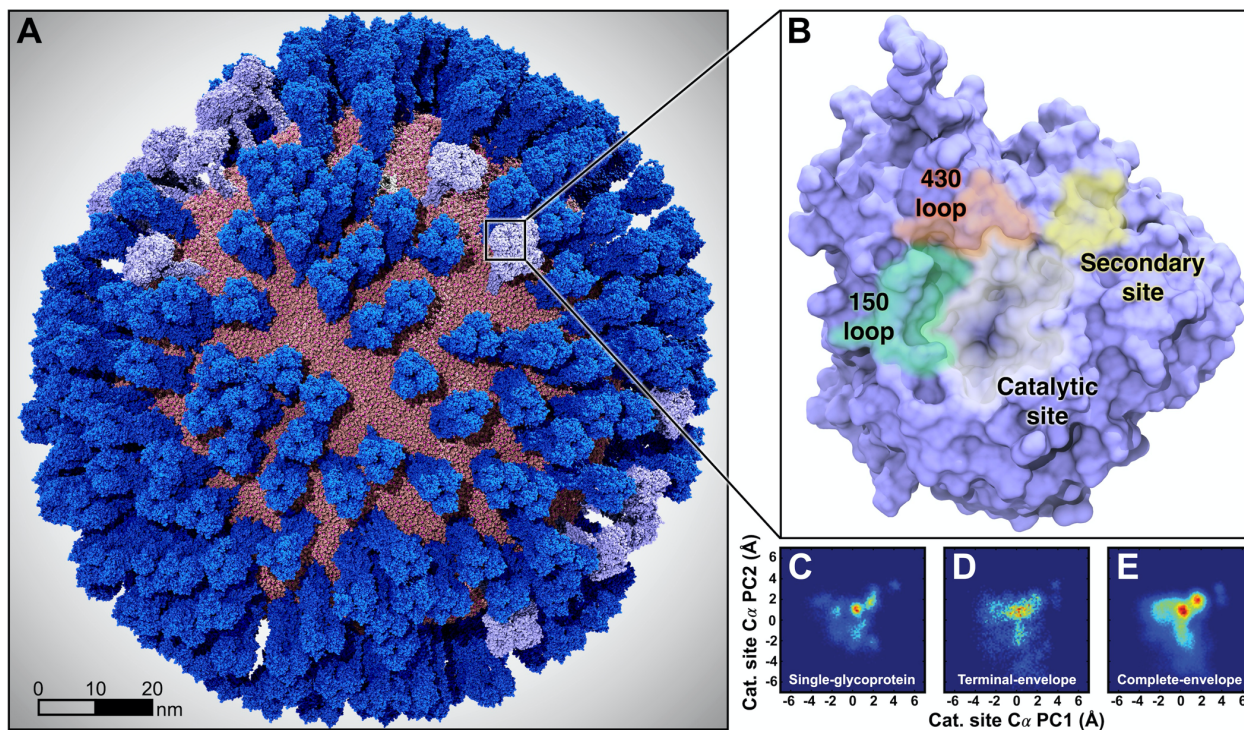 A
0 10 20
nm
B
430
loop
150
loop
Secondary
site
Catalytic
site
Cat. site Cα PC2 (Å)
6
4
2
0
-2
-4
-6
C
Single-glycoprotein
D
Terminal-envelope
E
Complete-envelope
-6 -4 -2 0 2 4 6
-6 -4 -2 0 2 4 6
-6 -4 -2 0 2 4 6
Cat. site Cα PC1 (Å)